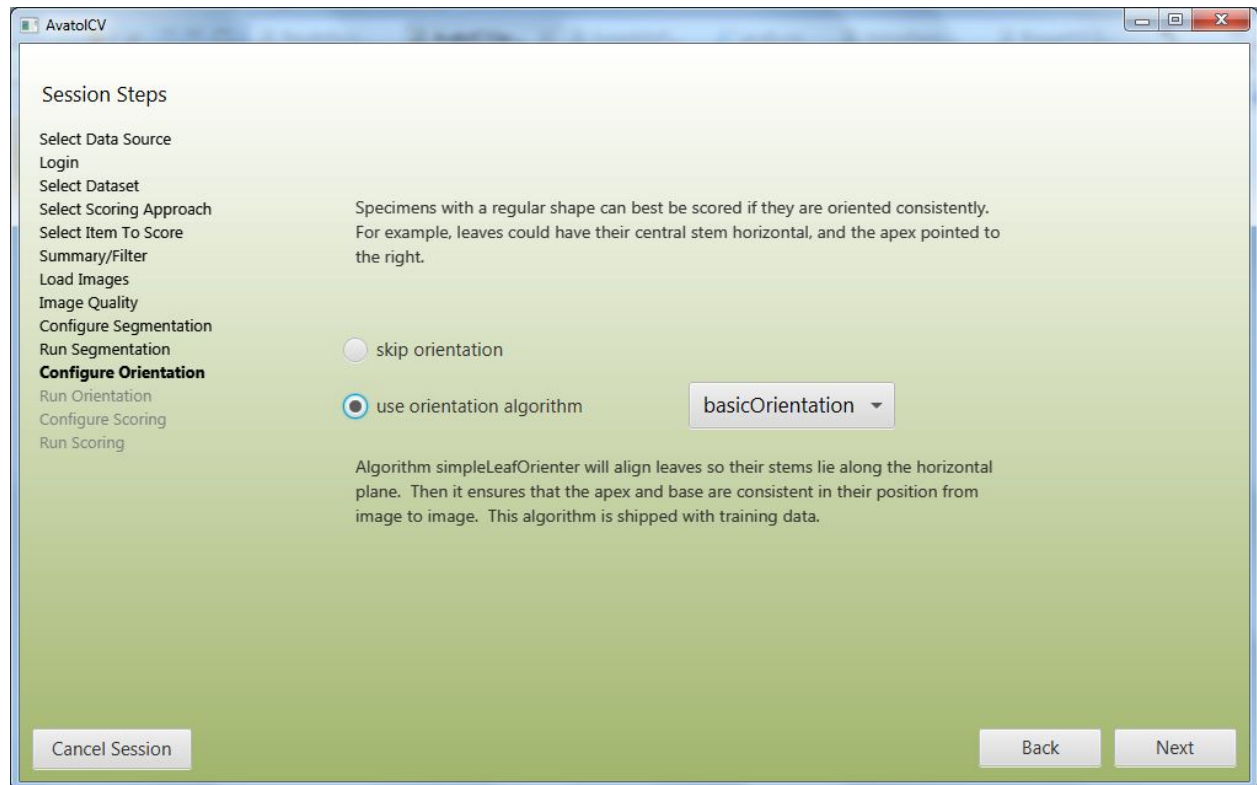 AvatolCV
Session Steps
Select Data Source
Login
Select Dataset
Select Scoring Approach
Select Item To Score
Summary/Filter
Load Images
Image Quality
Configure Segmentation
Run Segmentation
Configure Orientation
Run Orientation
Configure Scoring
Run Scoring
Specimens with a regular shape can best be scored if they are oriented consistently.
For example, leaves could have their central stem horizontal, and the apex pointed to
the right.
skip orientation
use orientation algorithm
basicOrientation
Algorithm simpleLeafOrienter will align leaves so their stems lie along the horizontal
plane.  Then it ensures that the apex and base are consistent in their position from
image to image.  This algorithm is shipped with training data.
Cancel Session
Back
Next